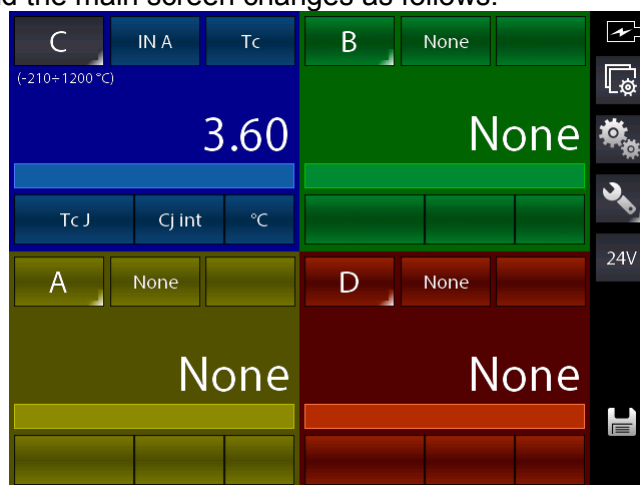 d the main screen changes as follows:
C IN A Tc
(-210÷1200 °C)
3.60
Tc J Cj int °C
B None
None
A None
None
D None
None
24V